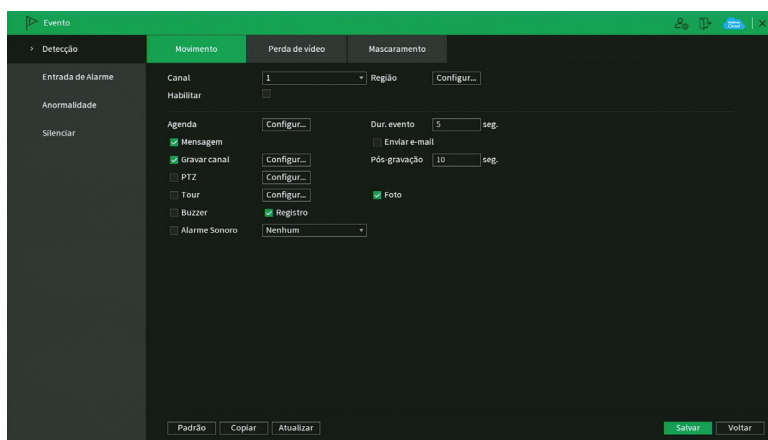 Evento
Detecção Movimento Perda de vídeo Mascaramento
Entrada de Alarme
Anormalidade
Silenciar
Canal 1 Região Configur...
Habilitar
Agenda Configur... Dur. evento 5 seg.
Mensagem Enviar e-mail
Gravar canal Configur... Pós-gravação 10 seg.
PTZ Configur...
Tour Configur... Foto
Buzzer Registro
Alarme Sonoro Nenhum
Padrão Copiar Atualizar Salvar Voltar